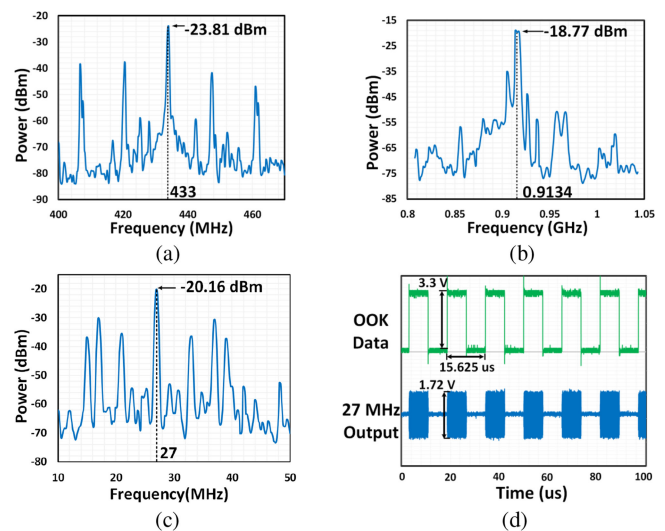 -20
-30
-40
-50
-60
-70
-80
-90
Power (dBm)
-23.81 dBm
433
400
420
440
460
Frequency (MHz)
(a)
-15
-25
-35
-45
-55
-65
-75
-85
Power (dBm)
-18.77 dBm
0.9134
0.8
0.85
0.9
0.95
1
1.05
Frequency (GHz)
(b)
-20
-30
-40
-50
-60
-70
-80
Power (dBm)
-20.16 dBm
27
10
20
30
40
50
Frequency(MHz)
(c)
OOK
Data
3.3 V
15.625 us
27 MHz
Output
1.72 V
0
20
40
60
80
100
Time (us)
(d)